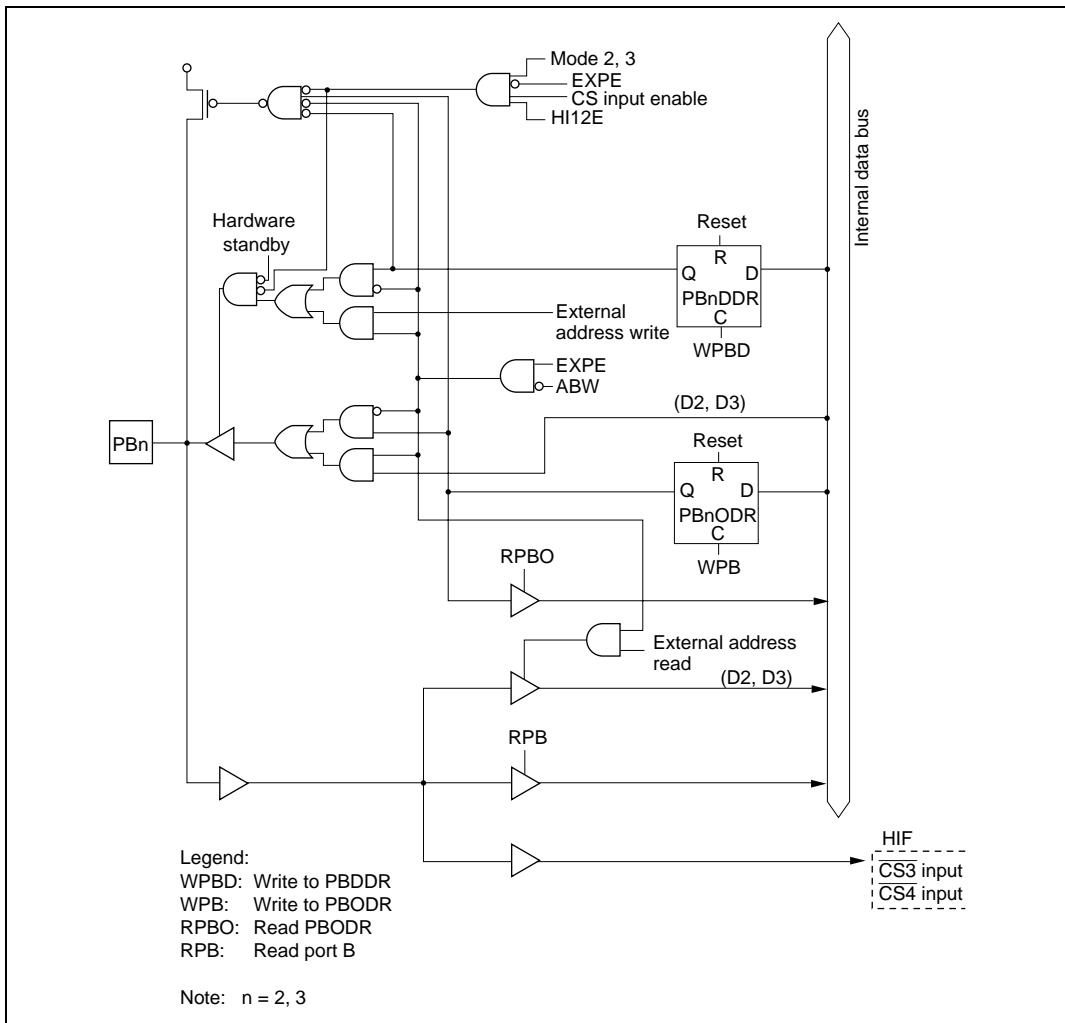 Mode 2, 3
EXPE
CS input enable
HI12E
Internal data bus
Hardware
standby
Reset
R
Q D
PBnDDR
C
WPBD
External
address write
EXPE
ABW
(D2, D3)
PBn
Reset
R
Q D
PBnODR
C
WPB
RPBO
External address
read
(D2, D3)
RPB
HIF
CS3 input
CS4 input
Legend:
WPBD: Write to PBDDR
WPB: Write to PBODR
RPBO: Read PBODR
RPB: Read port B
Note: n = 2, 3